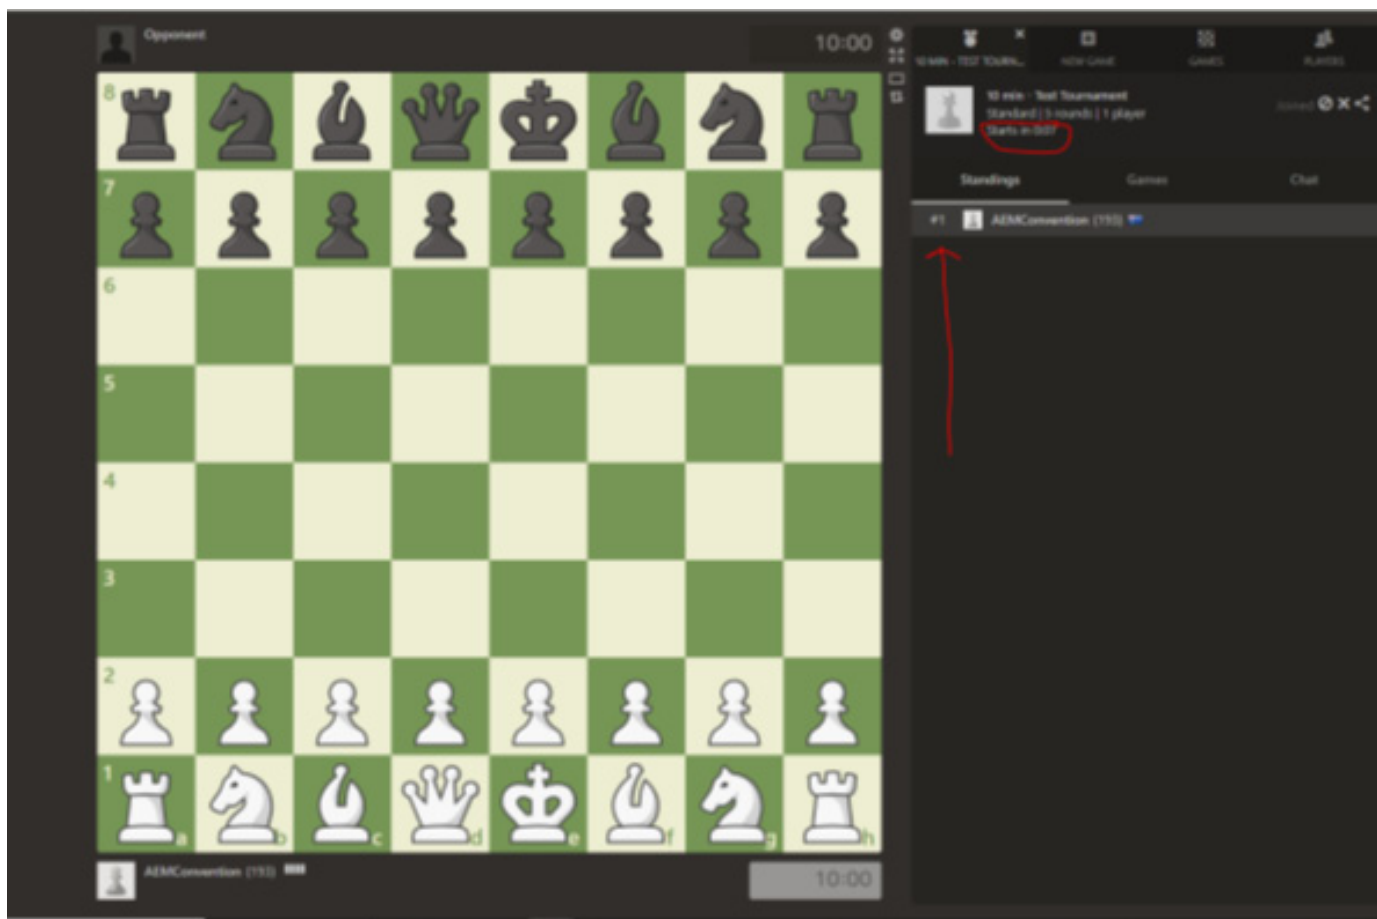 Opponent
10:00
8
7
6
5
4
3
2
1
a b c d e f g h
AEMConvention (193)
10:00
10 MIN - TEST TOURN...
NEW GAME
GAMES
PLAYERS
10 min - Test Tournament
Standard | 5 rounds | 1 player
Starts in 0:07
Joined
Standings
Games
Chat
#1 AEMConvention (193)